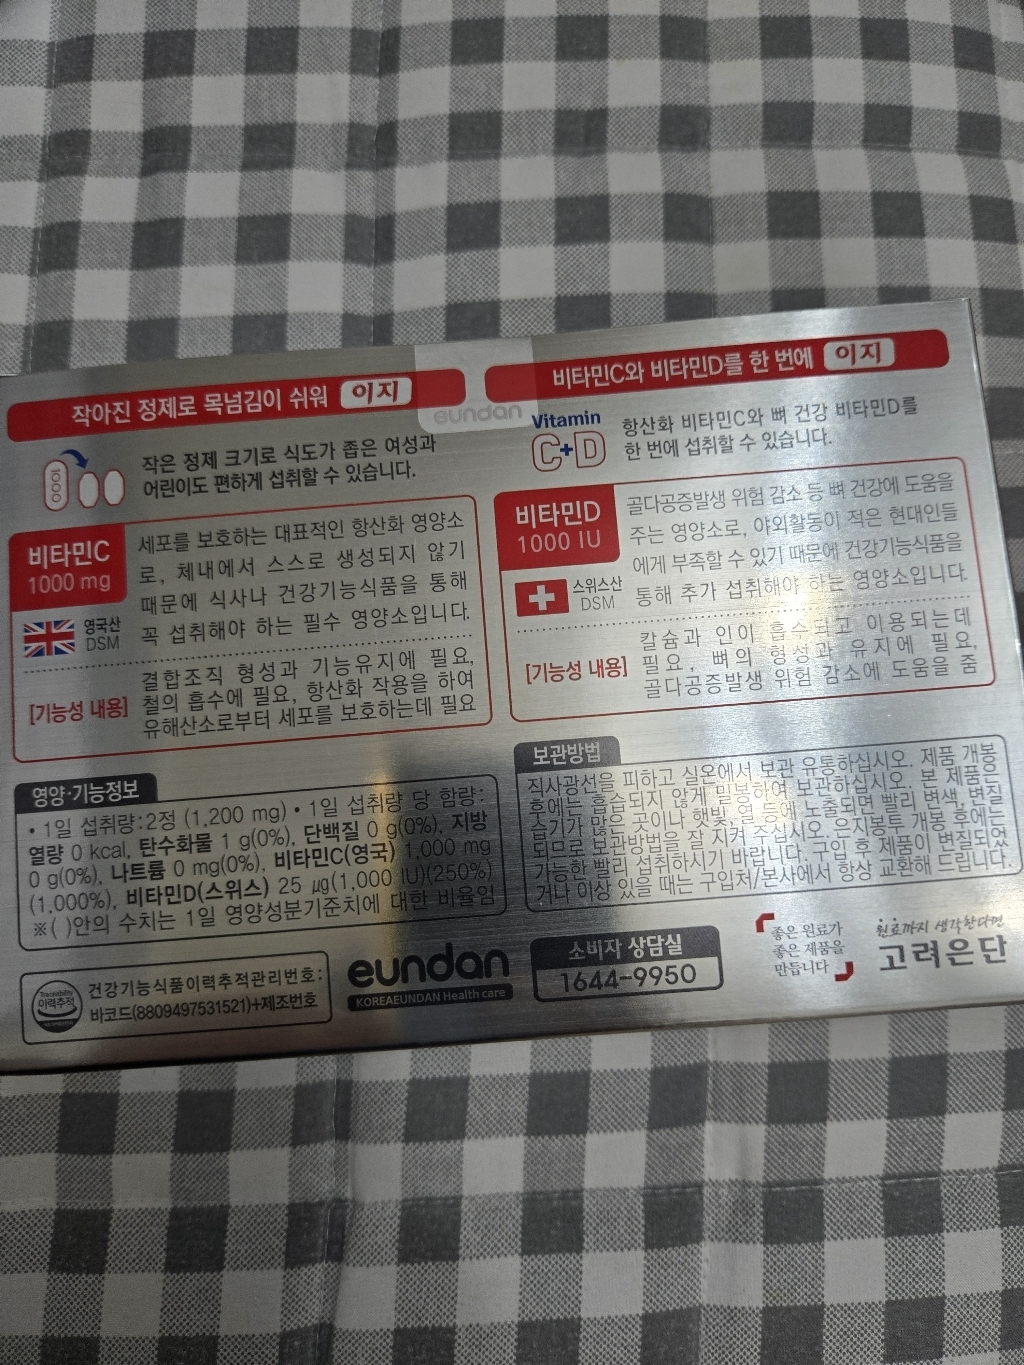 작아진 정제로 목넘김이 쉬워 이지
작은 정제 크기로 식도가 좁은 여성과
어린이도 편하게 섭취할 수 있습니다.
1000
비타민C
1000 mg
영국산
DSM
세포를 보호하는 대표적인 항산화 영양소
로, 체내에서 스스로 생성되지 않기
때문에 식사나 건강기능식품을 통해
꼭 섭취해야 하는 필수 영양소입니다.
[기능성 내용]
결합조직 형성과 기능유지에 필요,
철의 흡수에 필요, 항산화 작용을 하여
유해산소로부터 세포를 보호하는데 필요
eundan
비타민C와 비타민D를 한 번에 이지
Vitamin
C+D
항산화 비타민C와 뼈 건강 비타민D를
한 번에 섭취할 수 있습니다.
비타민D
1000 IU
스위스산
DSM
골다공증발생 위험 감소 등 뼈 건강에 도움을
주는 영양소로, 야외활동이 적은 현대인들
에게 부족할 수 있기 때문에 건강기능식품을
통해 추가 섭취해야 하는 영양소입니다.
[기능성 내용]
칼슘과 인이 흡수되고 이용되는데
필요, 뼈의 형성과 유지에 필요,
골다공증발생 위험 감소에 도움을 줌
영양·기능정보
• 1일 섭취량:2정 (1,200 mg) • 1일 섭취량 당 함량:
열량 0 kcal, 탄수화물 1 g(0%), 단백질 0 g(0%), 지방
0 g(0%), 나트륨 0 mg(0%), 비타민C(영국) 1,000 mg
(1,000%), 비타민D(스위스) 25 μg(1,000 IU)(250%)
※( )안의 수치는 1일 영양성분기준치에 대한 비율임
보관방법
직사광선을 피하고 실온에서 보관 유통하십시오. 제품 개봉
후에는 흡습되지 않게 밀봉하여 보관하십시오. 본 제품은
습기가 많은 곳이나 햇빛, 열 등에 노출되면 빨리 변색, 변질
되므로 보관방법을 잘 지켜 주십시오. 은지봉투 개봉 후에는
가능한 빨리 섭취하시기 바랍니다. 구입 후 제품이 변질되었
거나 이상 있을 때는 구입처/본사에서 항상 교환해 드립니다.
Traceability
이력추적
건강기능식품이력추적관리번호:
바코드(8809497531521)+제조번호
eundan
KOREAEUNDAN Health care
소비자 상담실
1644-9950
좋은 원료가
좋은 제품을
만듭니다
원료까지 생각한다면
고려은단